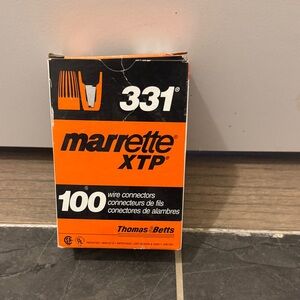 331®
marrette®
XTP®
100 wire connectors
connecteurs de fils
conectores de alambres
Thomas & Betts